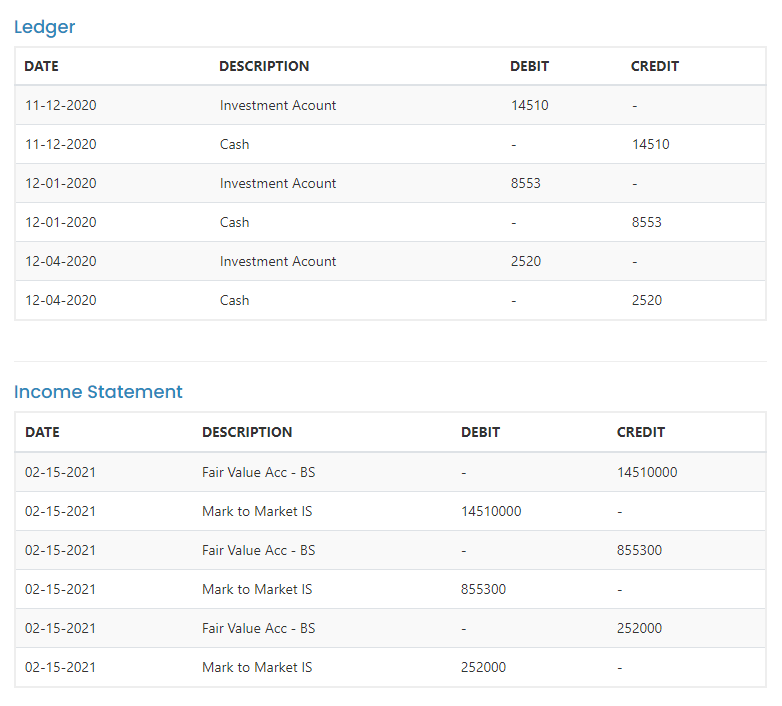 Ledger
DATE DESCRIPTION DEBIT CREDIT
11-12-2020 Investment Acount 14510 -
11-12-2020 Cash - 14510
12-01-2020 Investment Acount 8553 -
12-01-2020 Cash - 8553
12-04-2020 Investment Acount 2520 -
12-04-2020 Cash - 2520
Income Statement
DATE DESCRIPTION DEBIT CREDIT
02-15-2021 Fair Value Acc - BS - 14510000
02-15-2021 Mark to Market IS 14510000 -
02-15-2021 Fair Value Acc - BS - 855300
02-15-2021 Mark to Market IS 855300 -
02-15-2021 Fair Value Acc - BS - 252000
02-15-2021 Mark to Market IS 252000 -